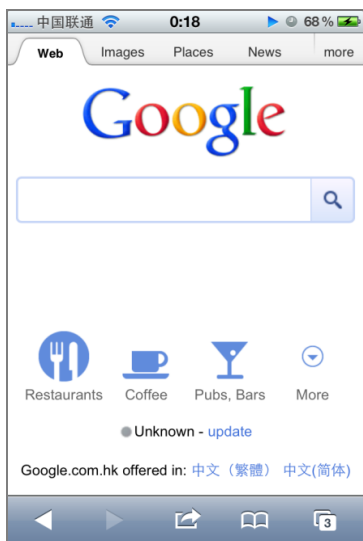 中国联通 0:18 68%
Web Images Places News more
Google
Restaurants Coffee Pubs, Bars More
Unknown - update
Google.com.hk offered in: 中文（繁體） 中文(简体)
3